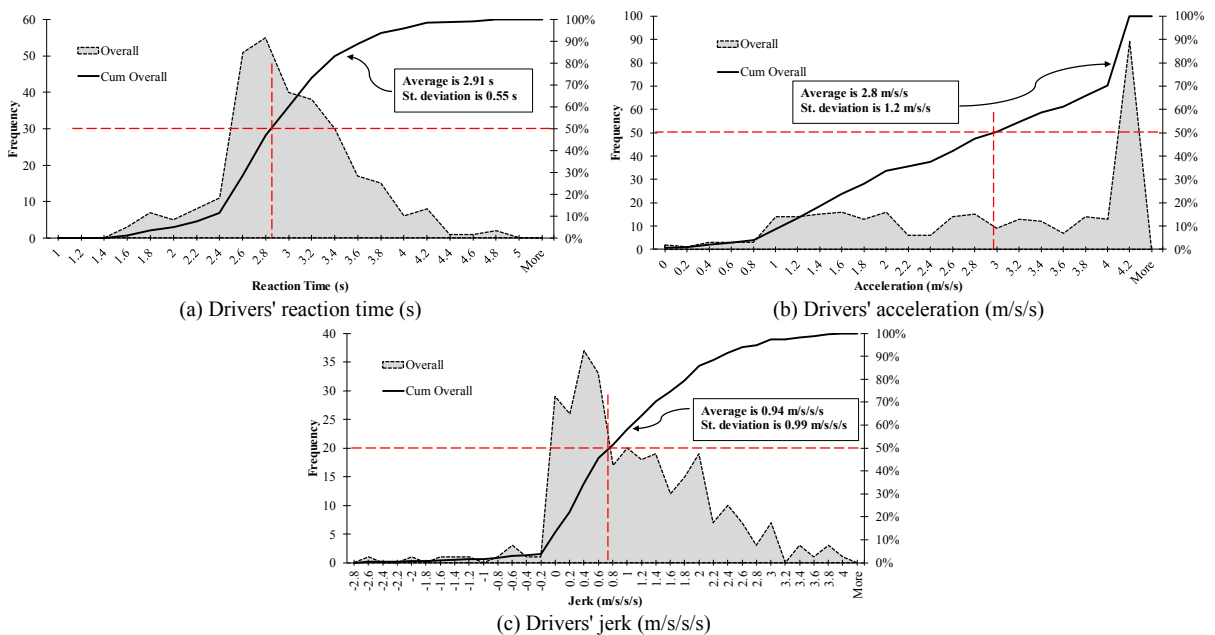 60
50
40
30
20
10
0
Frequency
Overall
Cum Overall
Average is 2.91 s
St. deviation is 0.55 s
100%
90%
80%
70%
60%
50%
40%
30%
20%
10%
0%
1 1.2 1.4 1.6 1.8 2 2.2 2.4 2.6 2.8 3 3.2 3.4 3.6 3.8 4 4.2 4.4 4.6 4.8 5 More
Reaction Time (s)
(a) Drivers' reaction time (s)
100
90
80
70
60
50
40
30
20
10
0
Frequency
Overall
Cum Overall
Average is 2.8 m/s/s
St. deviation is 1.2 m/s/s
100%
90%
80%
70%
60%
50%
40%
30%
20%
10%
0%
0 0.2 0.4 0.6 0.8 1 1.2 1.4 1.6 1.8 2 2.2 2.4 2.6 2.8 3 3.2 3.4 3.6 3.8 4 4.2 More
Acceleration (m/s/s)
(b) Drivers' acceleration (m/s/s)
40
35
30
25
20
15
10
5
0
Frequency
Overall
Cum Overall
Average is 0.94 m/s/s/s
St. deviation is 0.99 m/s/s/s
100%
90%
80%
70%
60%
50%
40%
30%
20%
10%
0%
-2.8 -2.6 -2.4 -2.2 -2 -1.8 -1.6 -1.4 -1.2 -1 -0.8 -0.6 -0.4 -0.2 0 0.2 0.4 0.6 0.8 1 1.2 1.4 1.6 1.8 2 2.2 2.4 2.6 2.8 3 3.2 3.4 3.6 3.8 4 More
Jerk (m/s/s/s)
(c) Drivers' jerk (m/s/s/s)